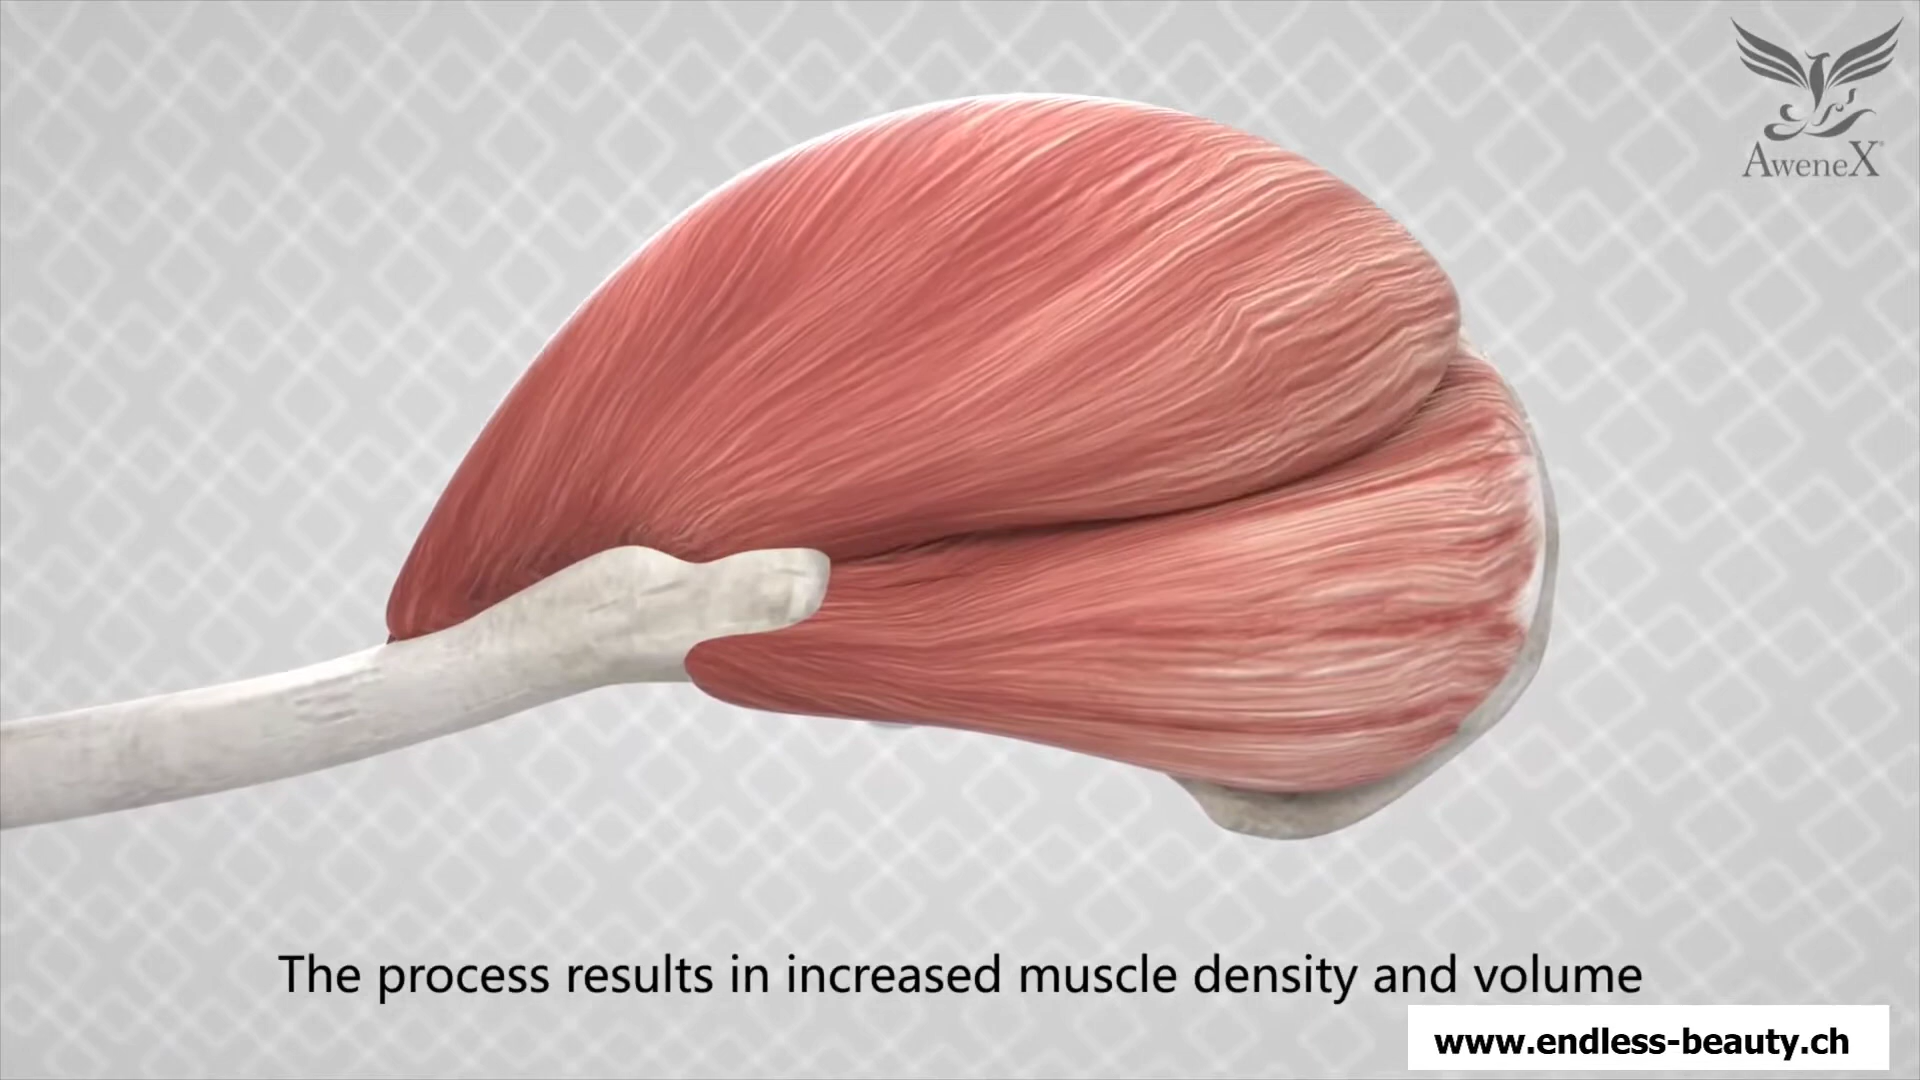 AweneX®
The process results in increased muscle density and volume
www.endless-beauty.ch